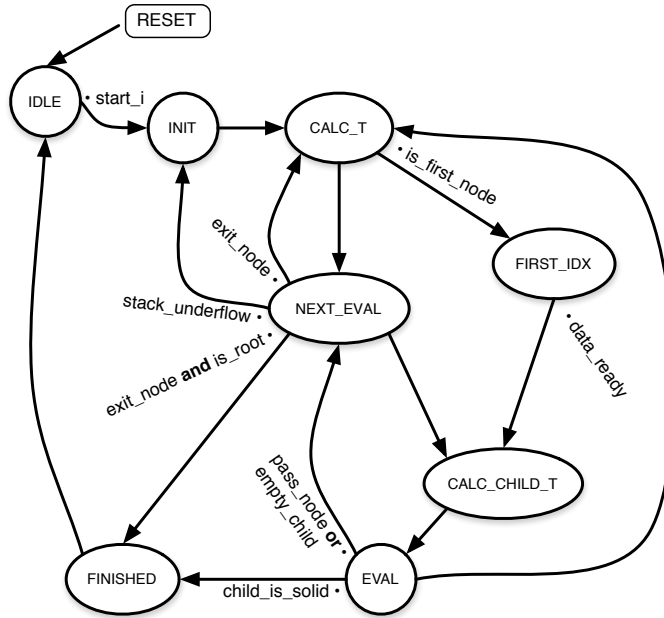 RESET
IDLE
• start_i
INIT
CALC_T
• is_first_node
FIRST_IDX
exit_node •
stack_underflow •
NEXT_EVAL
exit_node and is_root •
• data_ready
pass_node or •
empty_child
CALC_CHILD_T
FINISHED
child_is_solid •
EVAL